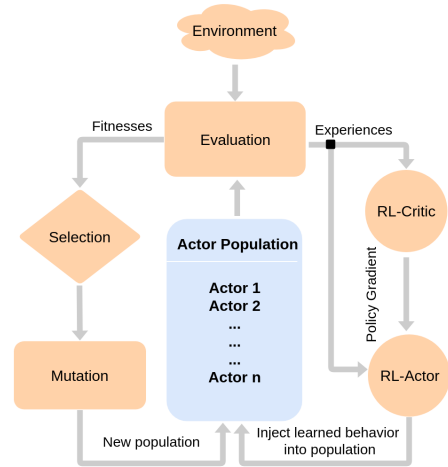 Environment
Fitnesses
Experiences
Evaluation
Selection
RL-Critic
Actor Population
Actor 1
Actor 2
...
...
...
Actor n
Policy Gradient
Mutation
RL-Actor
New population
Inject learned behavior
into population